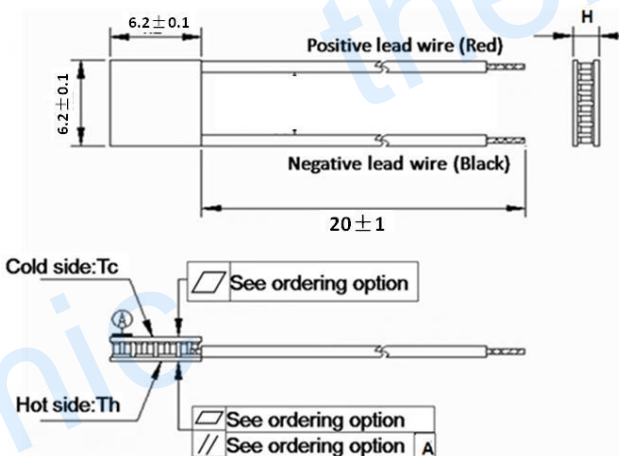 6.2±0.1
H
Positive lead wire (Red)
6.2±0.1
Negative lead wire (Black)
20±1
Cold side:Tc
See ordering option
A
Hot side:Th
See ordering option
// See ordering option A